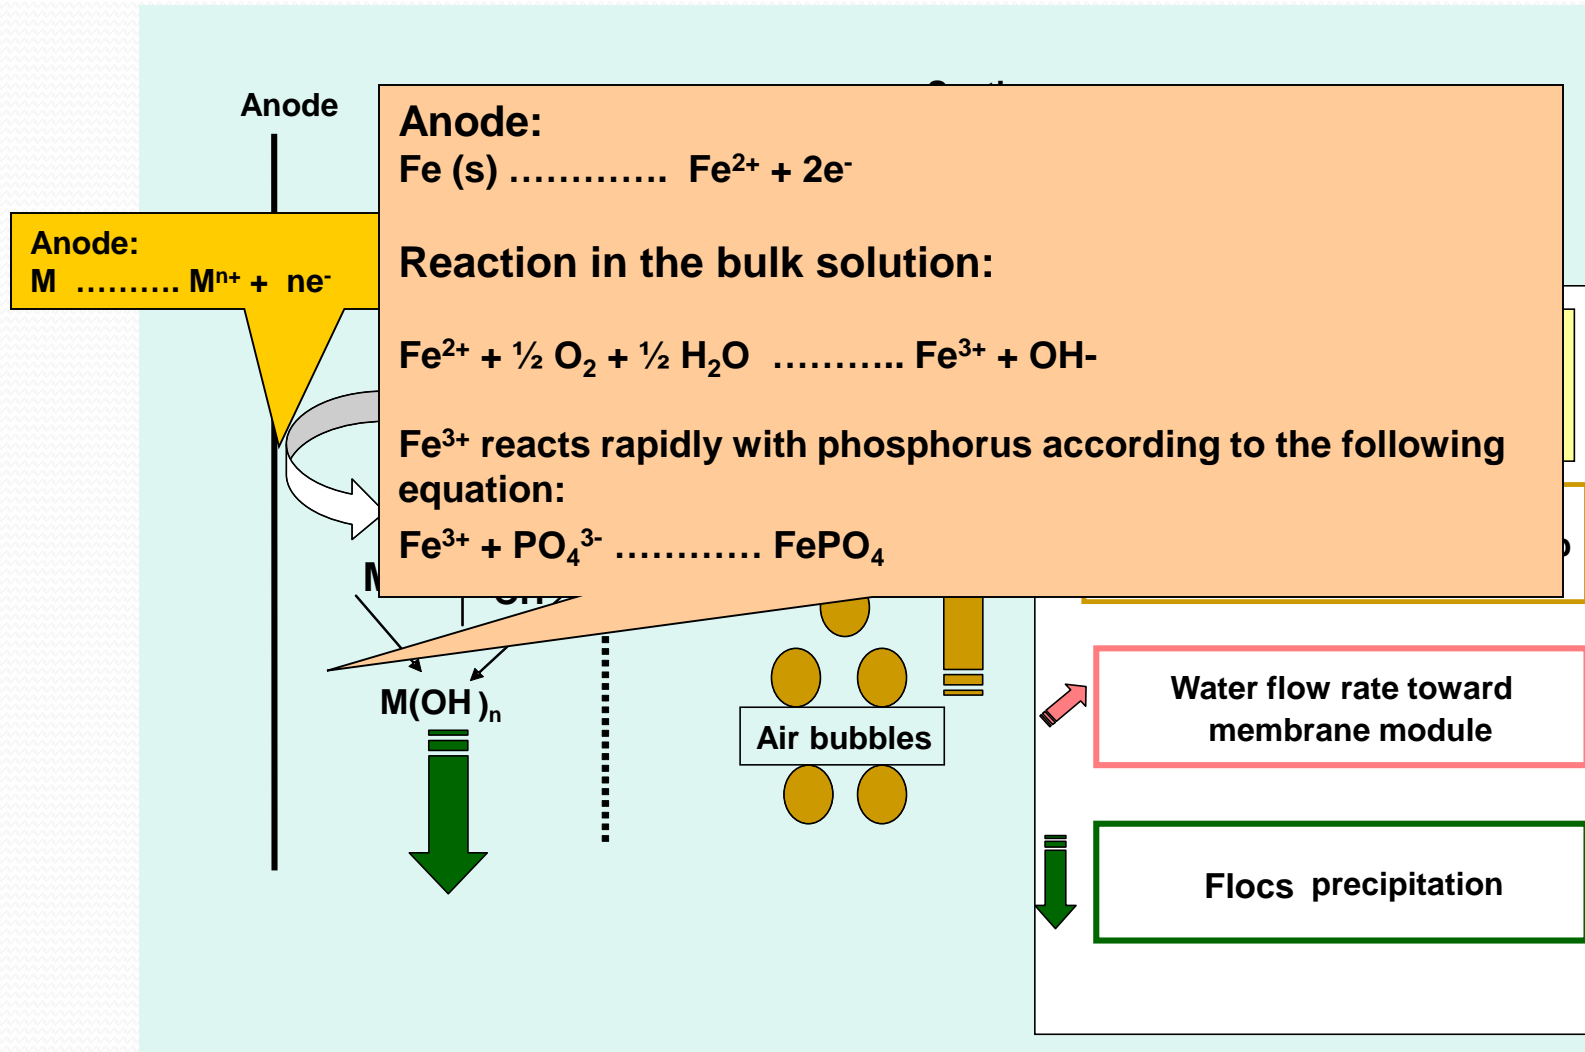 Anode
Anode:
Fe (s) …………. Fe²⁺ + 2e⁻
Anode:
M ………. Mⁿ⁺ + ne⁻
Reaction in the bulk solution:
Fe²⁺ + ½ O₂ + ½ H₂O ……….. Fe³⁺ + OH-
Fe³⁺ reacts rapidly with phosphorus according to the following
equation:
Fe³⁺ + PO₄³⁻ ………… FePO₄
M(OH)ₙ
Air bubbles
Water flow rate toward
membrane module
Flocs precipitation